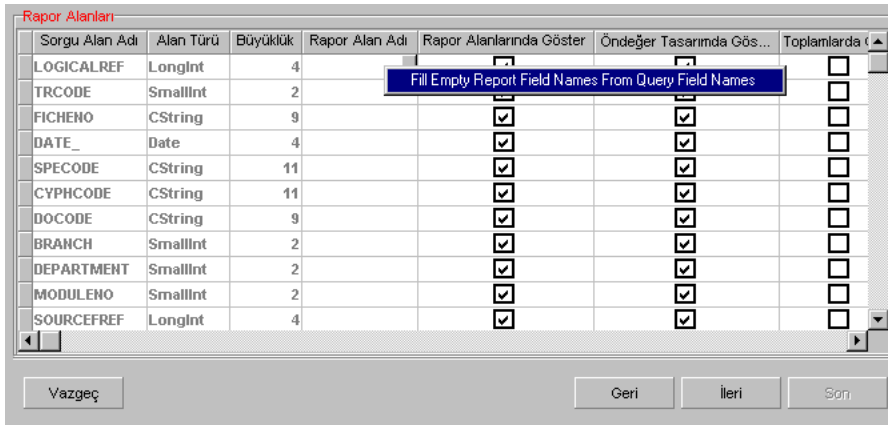 Rapor Alanları
Sorgu Alan Adı Alan Türü Büyüklük Rapor Alan Adı Rapor Alanlarında Göster Öndeğer Tasarımda Gös... Toplamlarda
LOGICALREF LongInt 4
Fill Empty Report Field Names From Query Field Names
TRCODE SmallInt 2
FICHENO CString 9
DATE_ Date 4
SPECODE CString 11
CYPHCODE CString 11
DOCODE CString 9
BRANCH SmallInt 2
DEPARTMENT SmallInt 2
MODULENO SmallInt 2
SOURCEFREF LongInt 4
Vazgeç Geri İleri Son